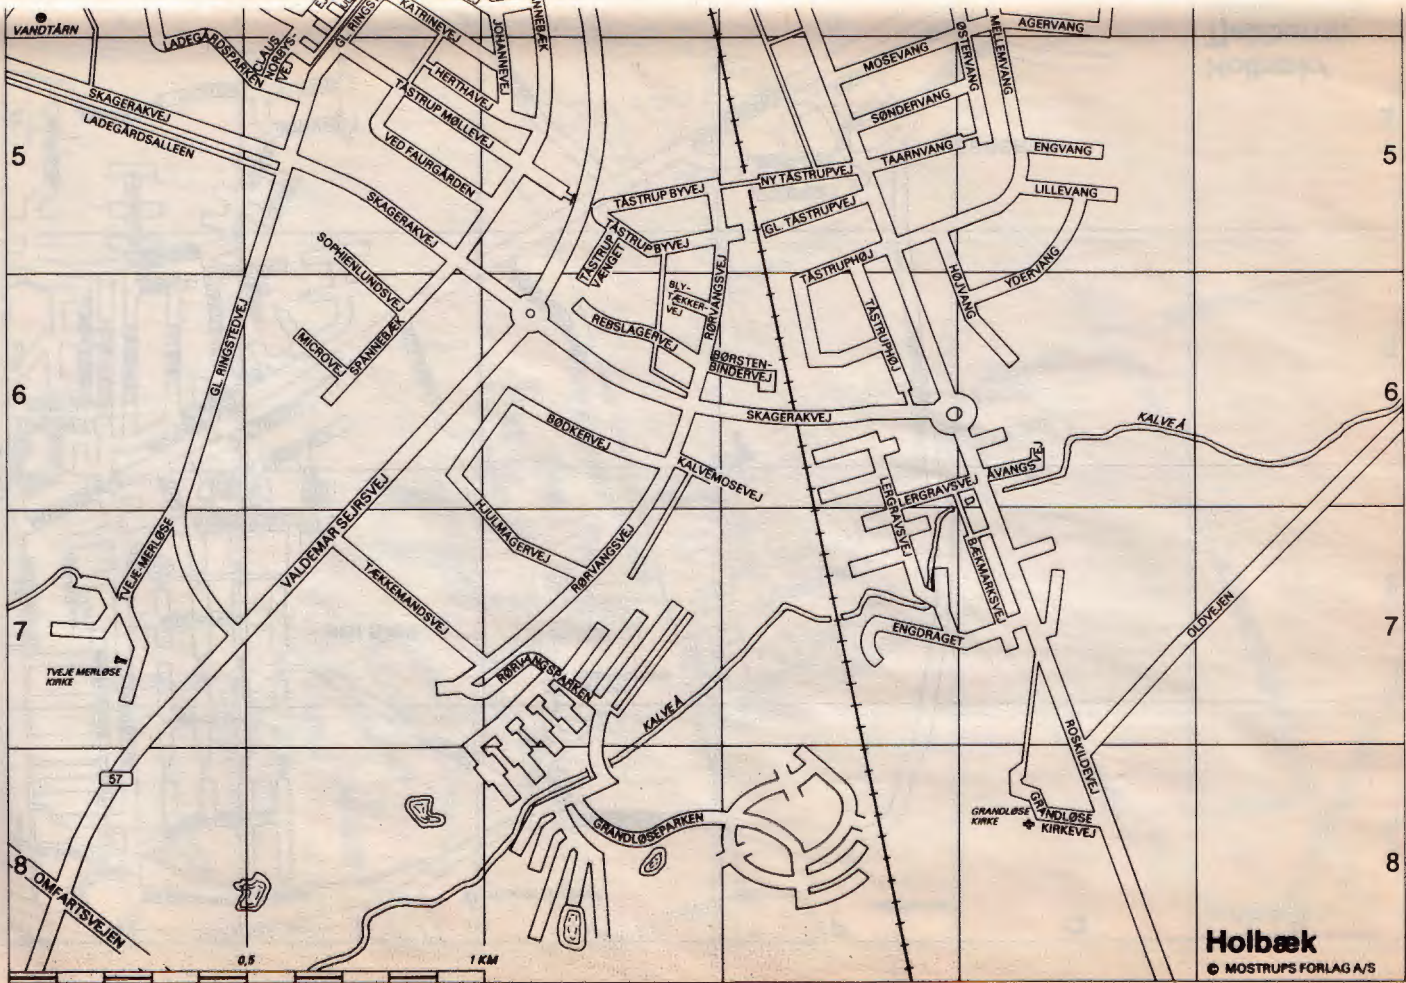 VANDTÅRN
LADEGÅRDSPARKEN
CLAUS
NORBYS-
VEJ
GL. RINGS
KATRINEVEJ
JOHANNEVEJ
NNEBÆK
HERTHAVEJ
TÅSTRUP MØLLEVEJ
VED FAURGÅRDEN
SKAGERAKVEJ
LADEGÅRDSALLEEN
5
SKAGERAKVEJ
SOPHIENLUNDSVEJ
MICROVEJ
SPÅNNEBÆK
GL. RINGSTEDVEJ
TÅSTRUP BYVEJ
TÅSTRUP BYVEJ
TÅSTRUP
VÆNGET
BLY-
TÆKKER-
VEJ
RØRVANGSVEJ
REBSLAGERVEJ
BØRSTEN-
BINDERVEJ
NY TÅSTRUPVEJ
GL. TÅSTRUPVEJ
MOSEVANG
SØNDERVANG
TAARNVANG
ØSTERVANG
MELLEMVANG
AGERVANG
ENGVANG
LILLEVANG
5
YDERVANG
HØJVANG
TÅSTRUPHØJ
TÅSTRUPHØJ
6
SKAGERAKVEJ
BØDKERVEJ
KALVEMOSEVEJ
HJULMAGERVEJ
RØRVANGSVEJ
VALDEMAR SEJRSVEJ
TÆKKEMANDSVEJ
KALVE Å
6
LERGRAVSVEJ
LERGRAVSVEJ
ÅVANGSVEJ
D
BÆKMARKSVEJ
ENGDRAGET
TVEJE-MERLØSE
7
TVEJE MERLØSE
KIRKE
RØRVANGSPARKEN
KALVE Å
OLDVEJEN
7
ROSKILDEVEJ
57
GRANDLØSEPARKEN
GRANDLØSE
KIRKE
GRANDLØSE
KIRKEVEJ
8
8
OMFARTSVEJEN
0,5
1 KM
Holbæk
© MOSTRUPS FORLAG A/S